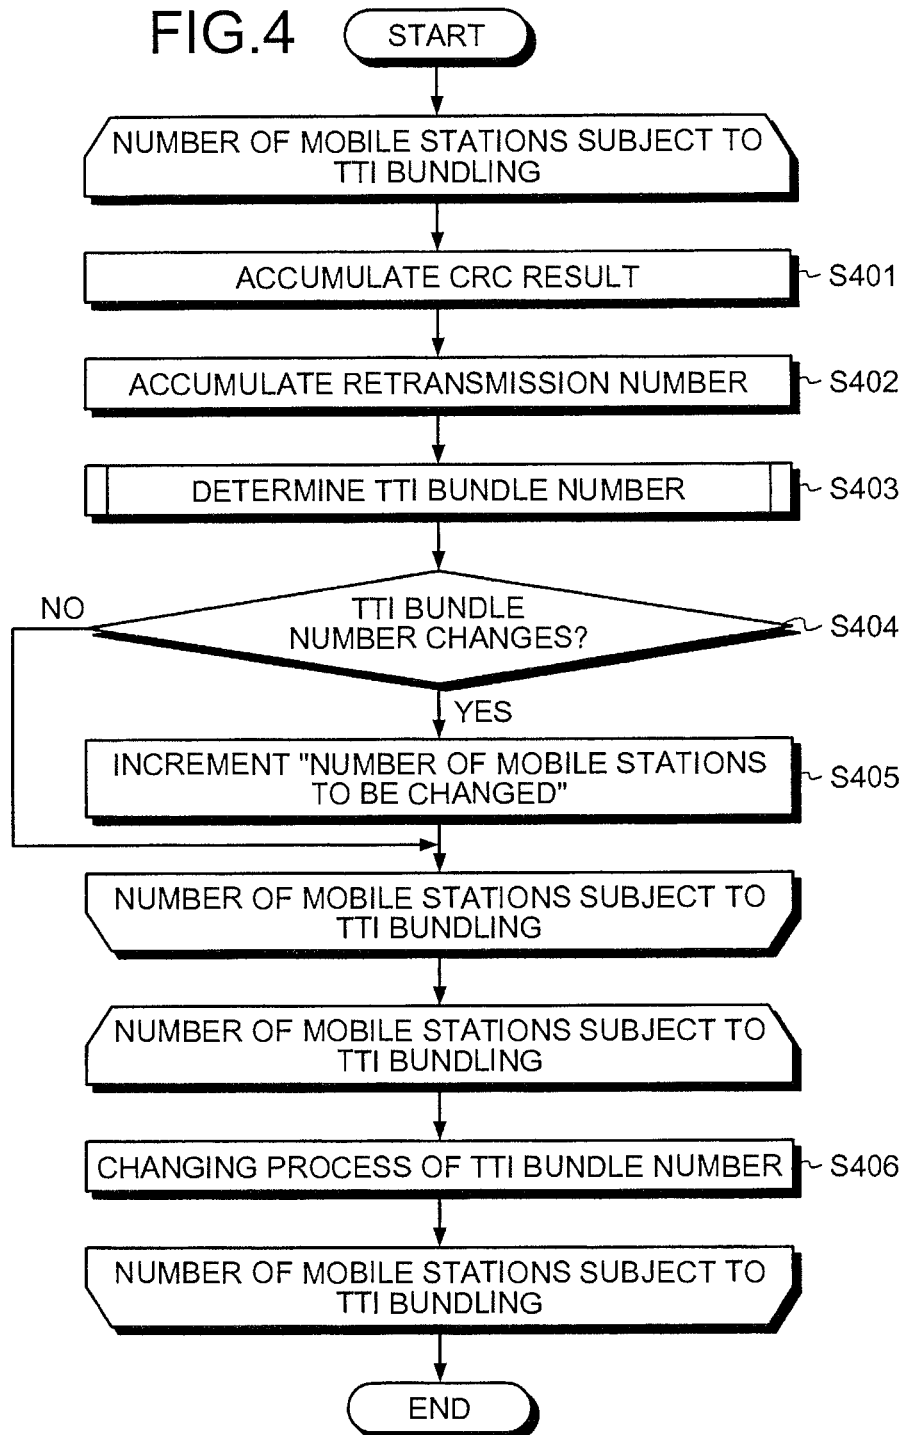 FIG.4
START
NUMBER OF MOBILE STATIONS SUBJECT TO
TTI BUNDLING
ACCUMULATE CRC RESULT
S401
ACCUMULATE RETRANSMISSION NUMBER
S402
DETERMINE TTI BUNDLE NUMBER
S403
NO
TTI BUNDLE
NUMBER CHANGES?
S404
YES
INCREMENT "NUMBER OF MOBILE STATIONS
TO BE CHANGED"
S405
NUMBER OF MOBILE STATIONS SUBJECT TO
TTI BUNDLING
NUMBER OF MOBILE STATIONS SUBJECT TO
TTI BUNDLING
CHANGING PROCESS OF TTI BUNDLE NUMBER
S406
NUMBER OF MOBILE STATIONS SUBJECT TO
TTI BUNDLING
END